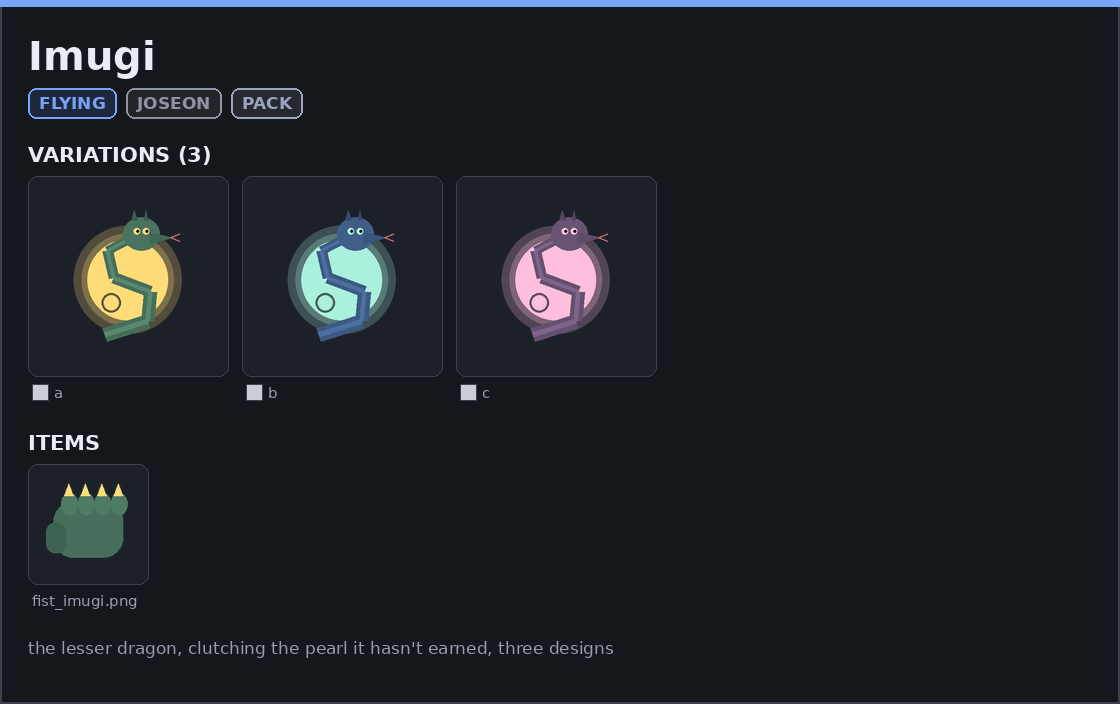 Imugi
FLYING JOSEON PACK
VARIATIONS (3)
a b c
ITEMS
fist_imugi.png
the lesser dragon, clutching the pearl it hasn't earned, three designs